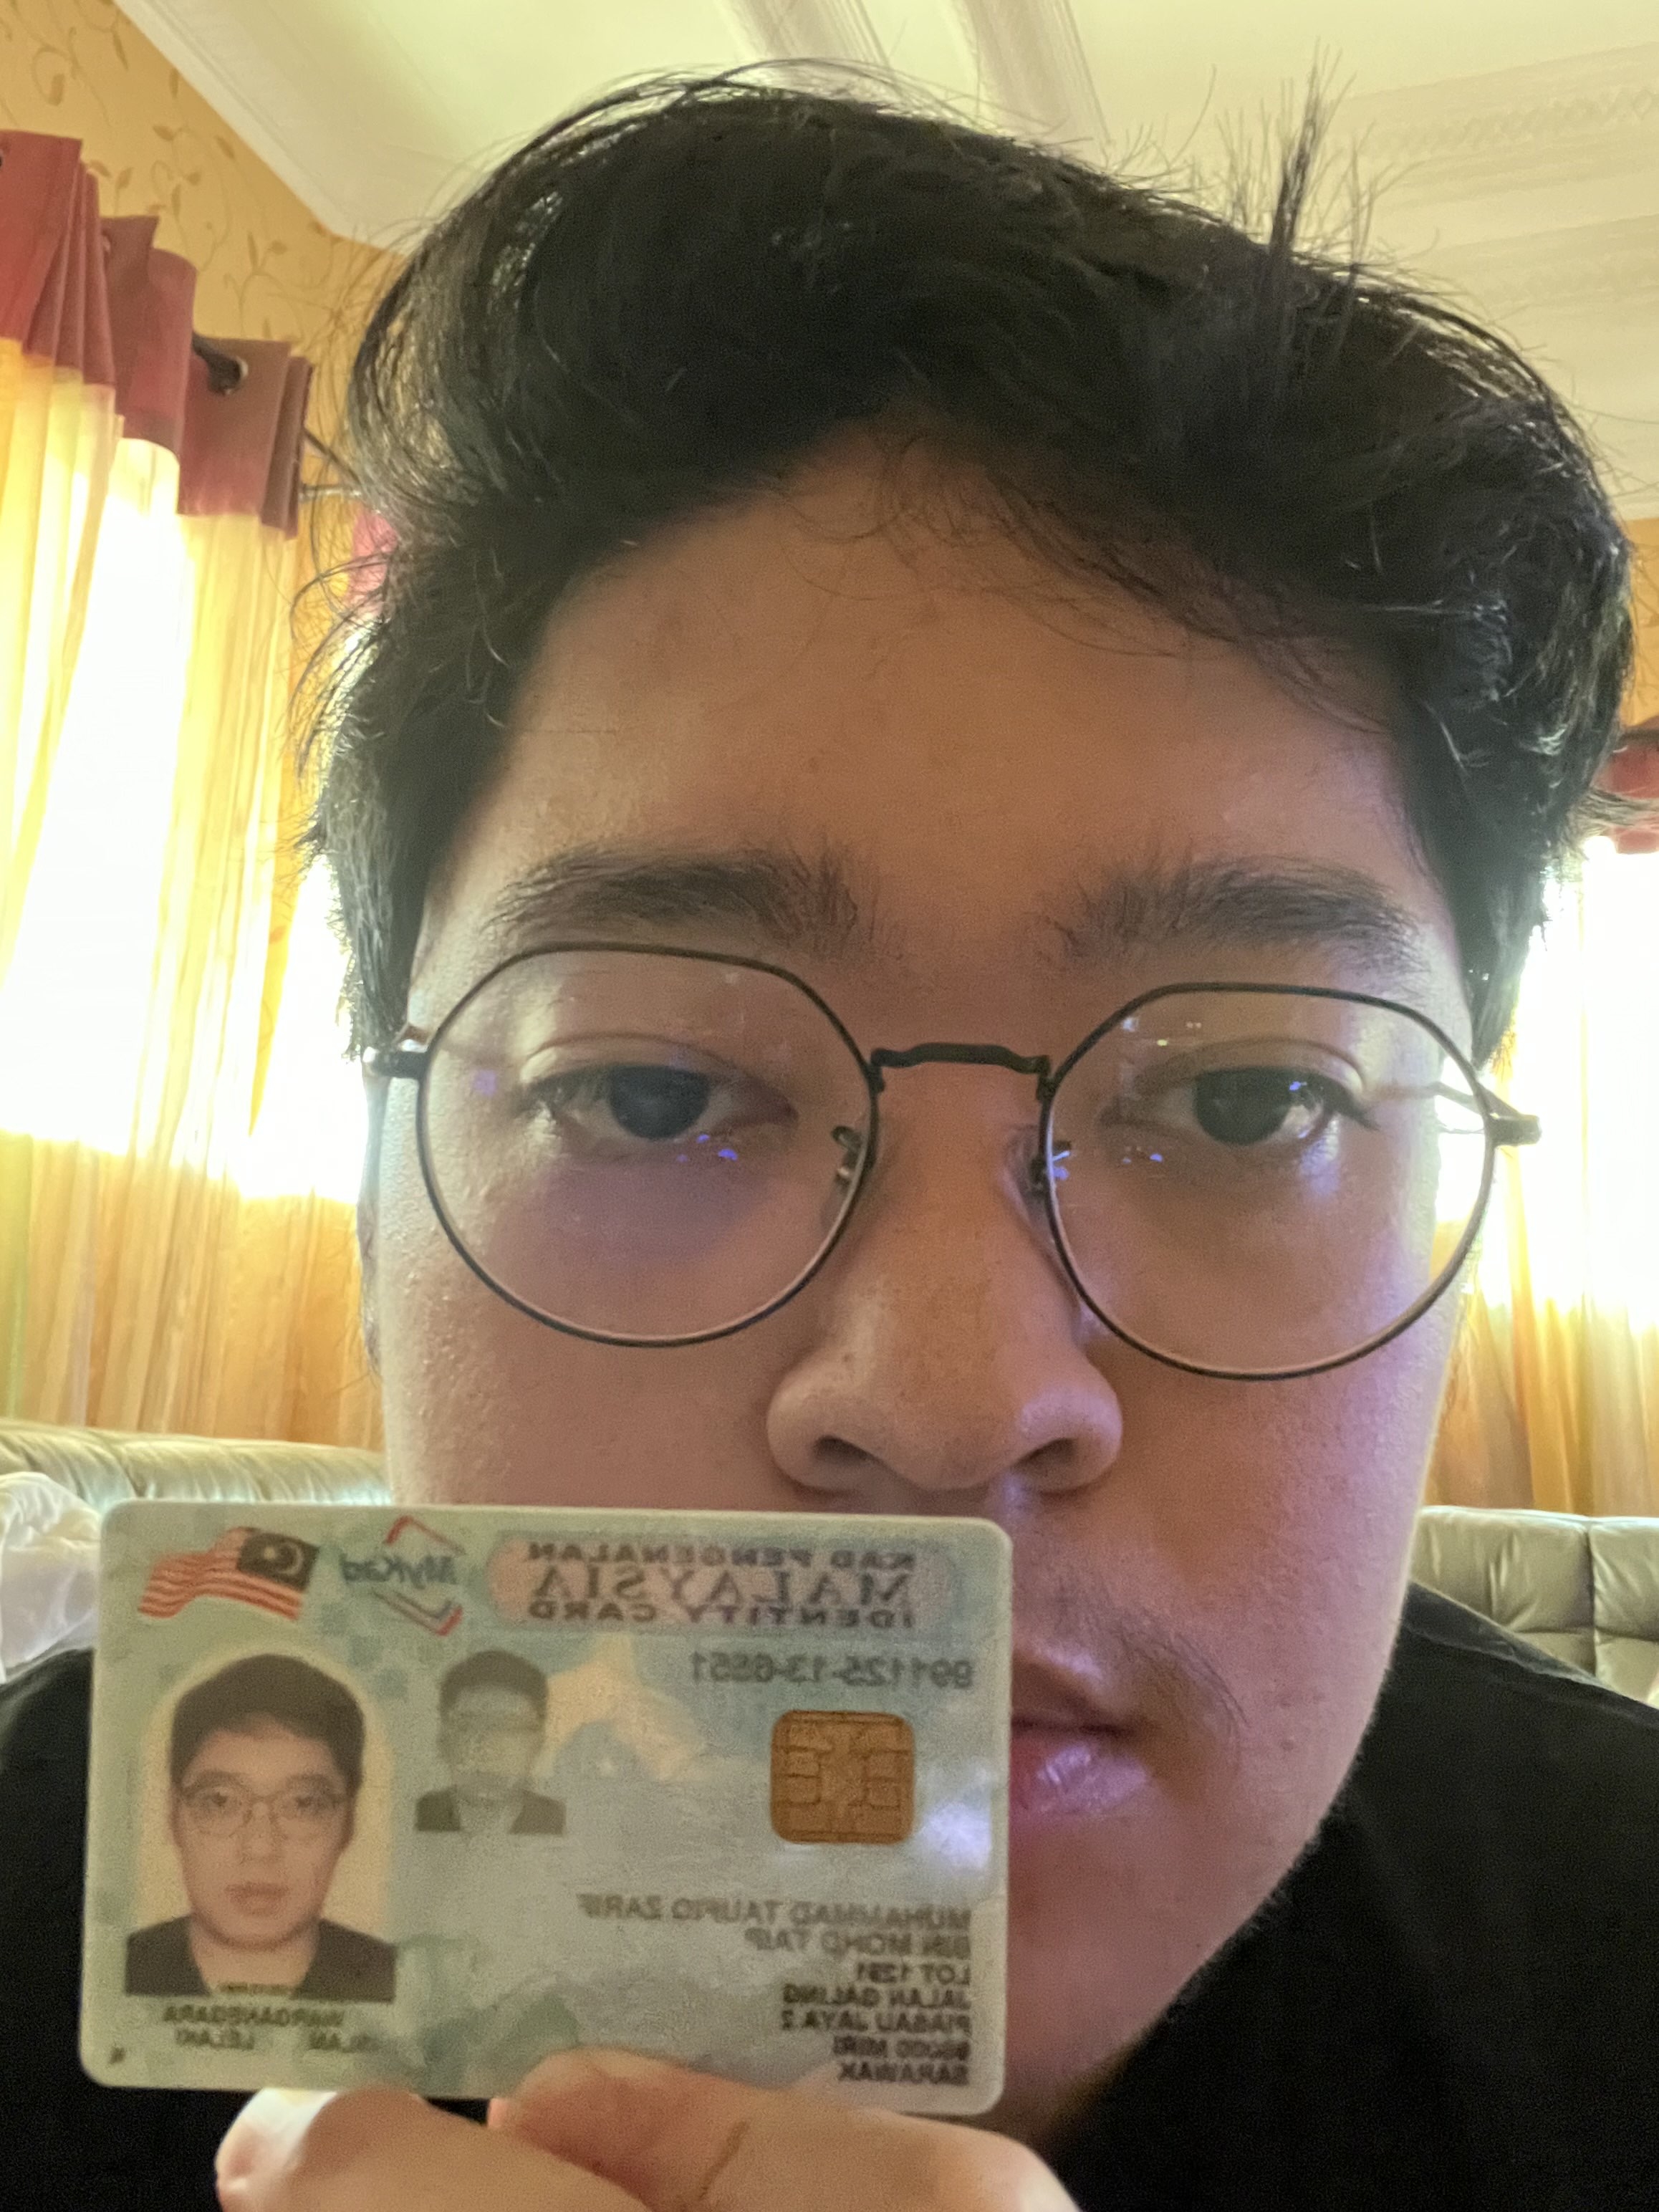 KAD PENGENALAN
MALAYSIA
IDENTITY CARD
MyKad
991125-13-6551
MUHAMMAD TAUFIQ ZARIF
BIN MOHD TAIP
LOT
JALAN GALING
PIASAU JAYA 2
98000 MIRI
SARAWAK
WARGANEGARA
ISLAM LELAKI